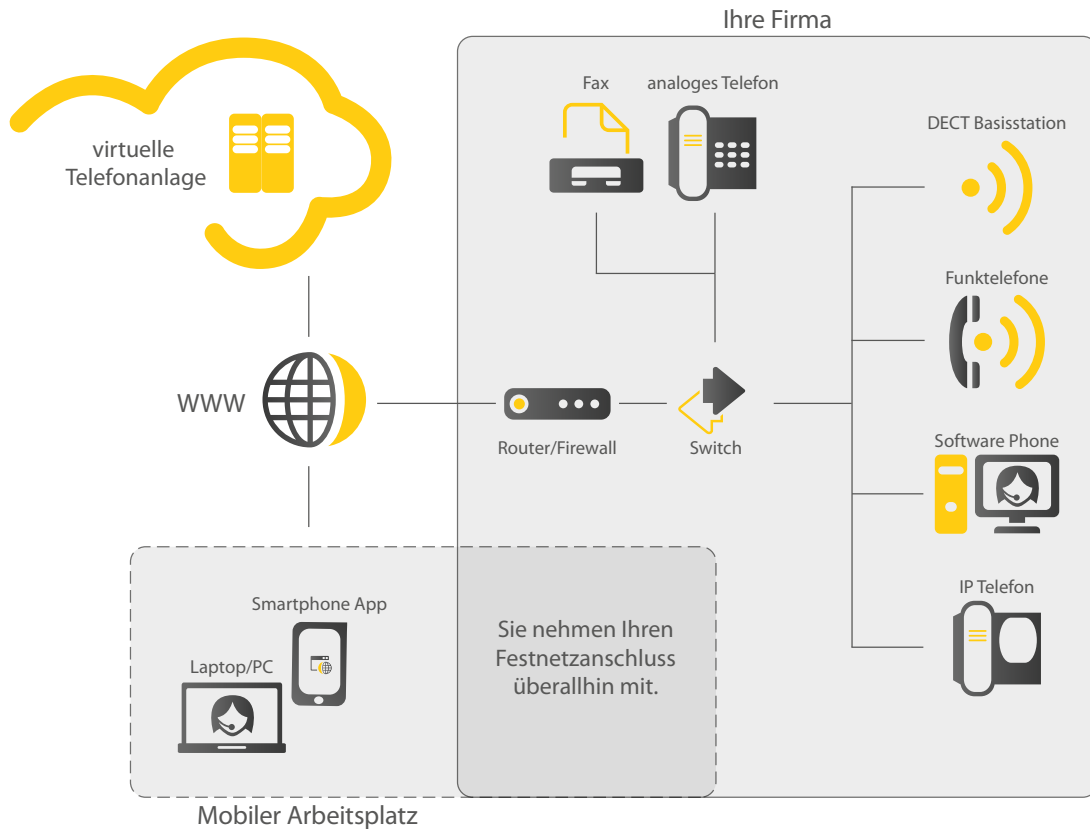 Ihre Firma
Fax
analoges Telefon
DECT Basisstation
virtuelle
Telefonanlage
Funktelefone
WWW
Router/Firewall
Switch
Software Phone
IP Telefon
Smartphone App
Laptop/PC
Sie nehmen Ihren
Festnetzanschluss
überallhin mit.
Mobiler Arbeitsplatz